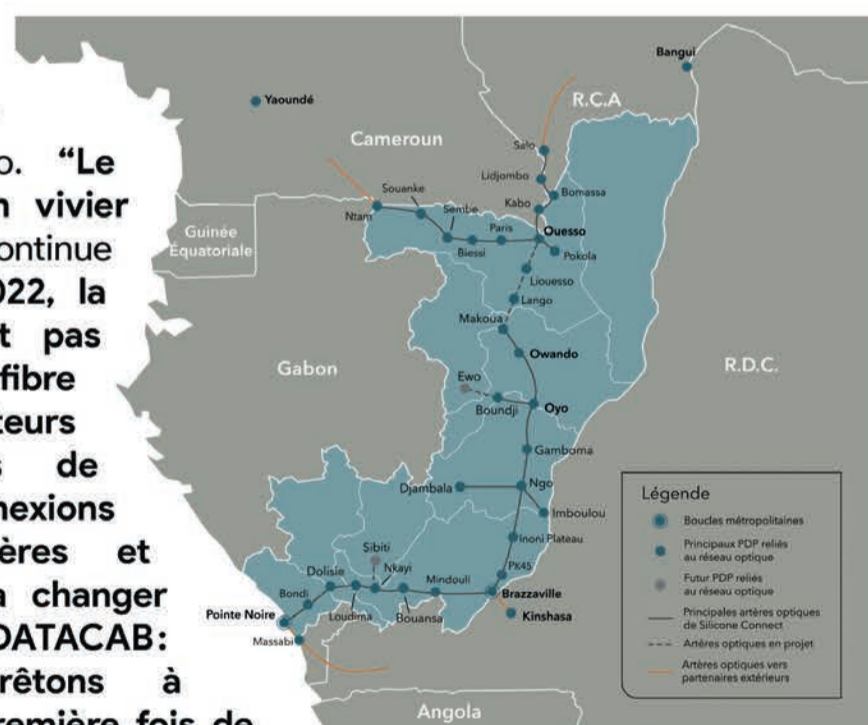 o. “Le
n vivier
ontinue
022, la
t pas
fibre
teurs
s de
nexions
ères et
a changer
DATACAB:
rêtons à
remière fois de
Bangui
Yaoundé
R.C.A
Cameroun
Salo
Lidjombo
Bomassa
Souanke
Kabo
Ntam
Sembe
Paris
Ouesso
Guinée
Équatoriale
Biessi
Pokola
Liouesso
Lango
Makoua
Owando
Gabon
R.D.C.
Ewo
Boundji
Oyo
Gamboma
Djambala
Ngo
Imboulou
Inoni Plateau
Sibiti
PK45
Dolisie
Nkayi
Mindouli
Bondi
Brazzaville
Pointe Noire
Loudima
Bouansa
Kinshasa
Massabi
Angola
Légende
Boucles métropolitaines
Principaux PDP reliés
au réseau optique
Futur PDP reliés
au réseau optique
Principales artères optiques
de Silicone Connect
Artères optiques en projet
Artères optiques vers
partenaires extérieurs